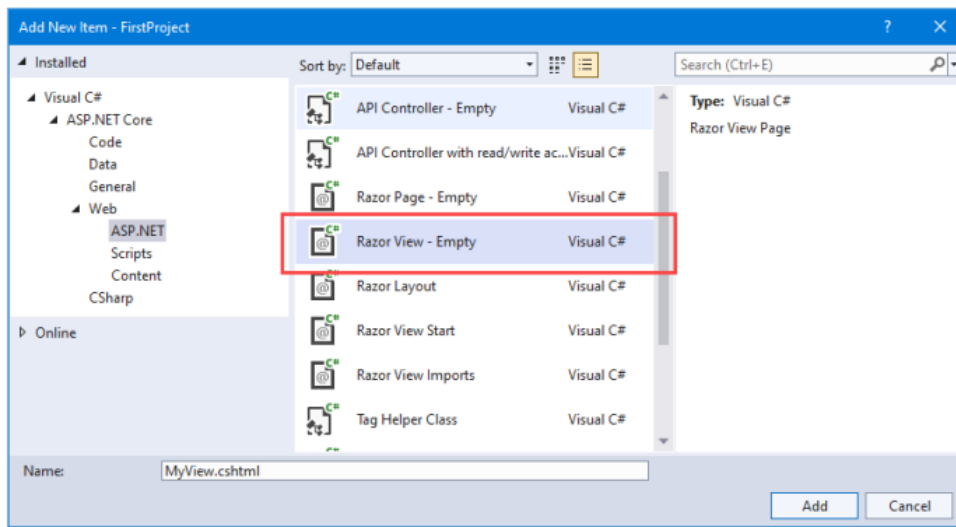 Add New Item - FirstProject
? ×
Installed
Sort by: Default
Search (Ctrl+E)
Visual C#
ASP.NET Core
Code
Data
General
Web
ASP.NET
Scripts
Content
CSharp
Online
C# API Controller - Empty Visual C#
API Controller with read/write ac...Visual C#
C# Razor Page - Empty Visual C#
C# @ Razor View - Empty Visual C#
C# @ Razor Layout Visual C#
C# @ Razor View Start Visual C#
C# @ Razor View Imports Visual C#
C# Tag Helper Class Visual C#
Type: Visual C#
Razor View Page
Name: MyView.cshtml
Add Cancel